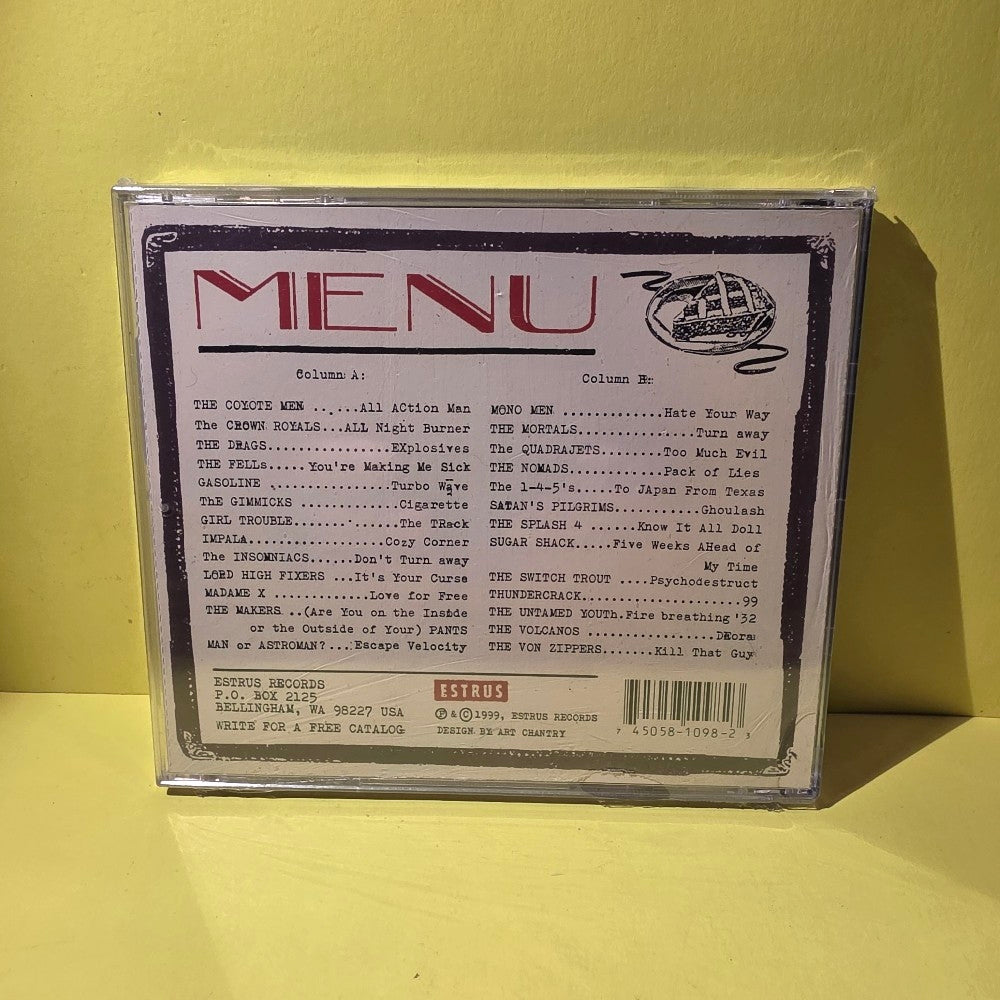 MENU
Column A:
THE COYOTE MEN ......All ACtion Man
The CROWN ROYALS...ALL Night Burner
THE DRAGS................EXplosives
THE FELLs.....You're Making Me Sick
GASOLINE ................Turbo Wave
ThE GIMMICKS .............Cigarette
GIRL TROUBLE..............The TRack
IMPALA..................Cozy Corner
The INSOMNIACS......Don't Turn away
LORD HIGH FIXERS ...It's Your Curse
MADAME X .............Love for Free
THE MAKERS ..(Are You on the Inside
or the Outside of Your) PANTS
MAN or ASTROMAN?...Escape Velocity
Column B:
MONO MEN .............Hate Your Way
THE MORTALS...............Turn away
The QUADRAJETS........Too Much Evil
THE NOMADS.............Pack of Lies
The 1-4-5's.....To JApan From Texas
SATAN'S PILGRIMS...........Ghoulash
THE SPLASH 4 ......Know It All Doll
SUGAR SHACK.....Five Weeks AHead of
My Time
THE SWITCH TROUT ....Psychodestruct
THUNDERCRACK.....................99
THE UNTAMED YOUTh.Fire breathing '32
THE VOLCANOS .................DEora
THE VON ZIPPERS.......Kill That Guy
ESTRUS RECORDS
P.O. BOX 2125
BELLINGHAM, WA 98227 USA
WRITE FOR A FREE CATALOG
ESTRUS
Ⓟ & ©1999, ESTRUS RECORDS
DESIGN BY ART CHANTRY
7 45058-1098-2 3